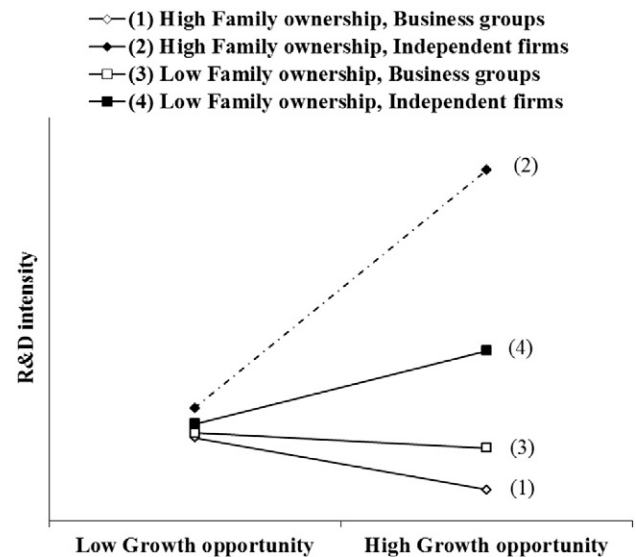 (1) High Family ownership, Business groups
(2) High Family ownership, Independent firms
(3) Low Family ownership, Business groups
(4) Low Family ownership, Independent firms
R&D intensity
(2)
(4)
(3)
(1)
Low Growth opportunity
High Growth opportunity